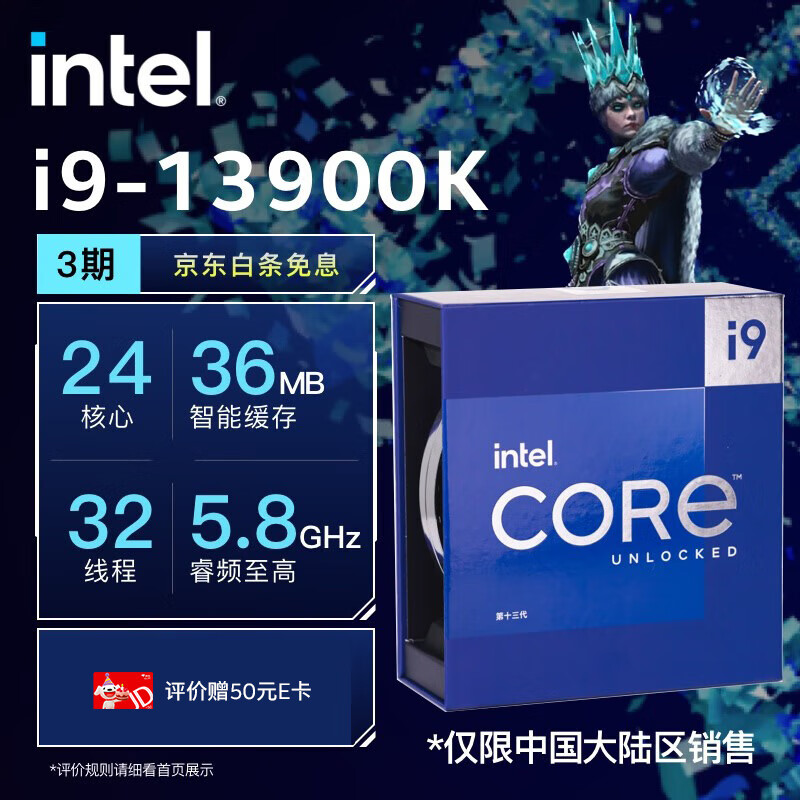 intel®
i9-13900K
3期 京东白条免息
24 36MB
核心 智能缓存
32 5.8GHz
线程 睿频至高
i9
intel.
CORE™
UNLOCKED
第十三代
JD 评价赠50元E卡
*仅限中国大陆区销售
*评价规则请细看首页展示